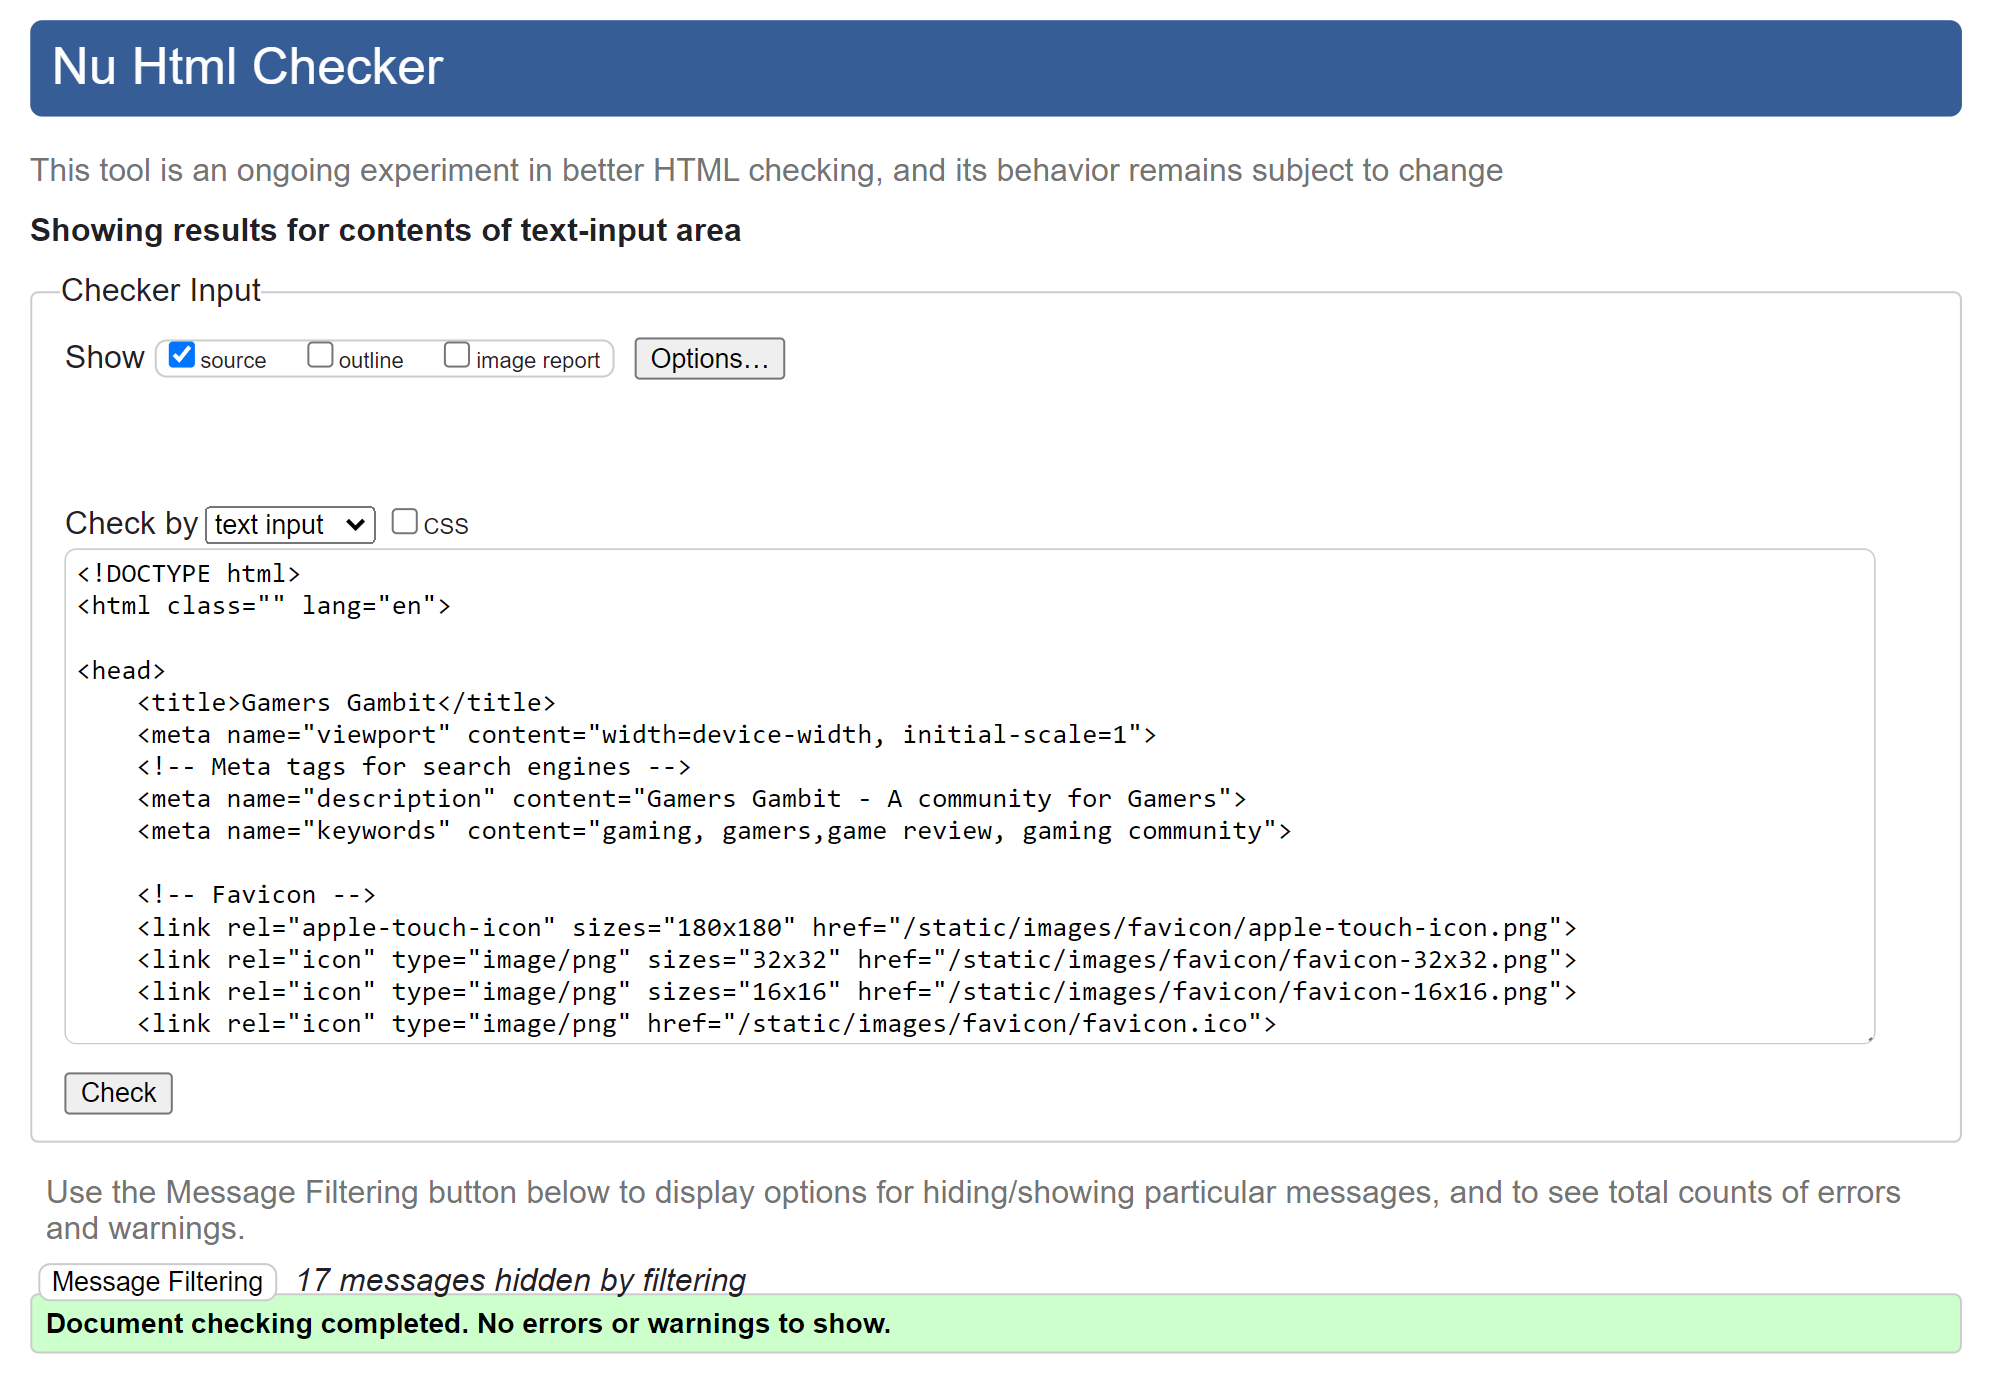 Nu Html Checker
This tool is an ongoing experiment in better HTML checking, and its behavior remains subject to change
Showing results for contents of text-input area
Checker Input
Show source outline image report Options...
Check by text input CSS
<!DOCTYPE html>
<html class="" lang="en">
<head>
    <title>Gamers Gambit</title>
    <meta name="viewport" content="width=device-width, initial-scale=1">
    <!-- Meta tags for search engines -->
    <meta name="description" content="Gamers Gambit - A community for Gamers">
    <meta name="keywords" content="gaming, gamers,game review, gaming community">
    <!-- Favicon -->
    <link rel="apple-touch-icon" sizes="180x180" href="/static/images/favicon/apple-touch-icon.png">
    <link rel="icon" type="image/png" sizes="32x32" href="/static/images/favicon/favicon-32x32.png">
    <link rel="icon" type="image/png" sizes="16x16" href="/static/images/favicon/favicon-16x16.png">
    <link rel="icon" type="image/png" href="/static/images/favicon/favicon.ico">
Check
Use the Message Filtering button below to display options for hiding/showing particular messages, and to see total counts of errors
and warnings.
Message Filtering 17 messages hidden by filtering
Document checking completed. No errors or warnings to show.